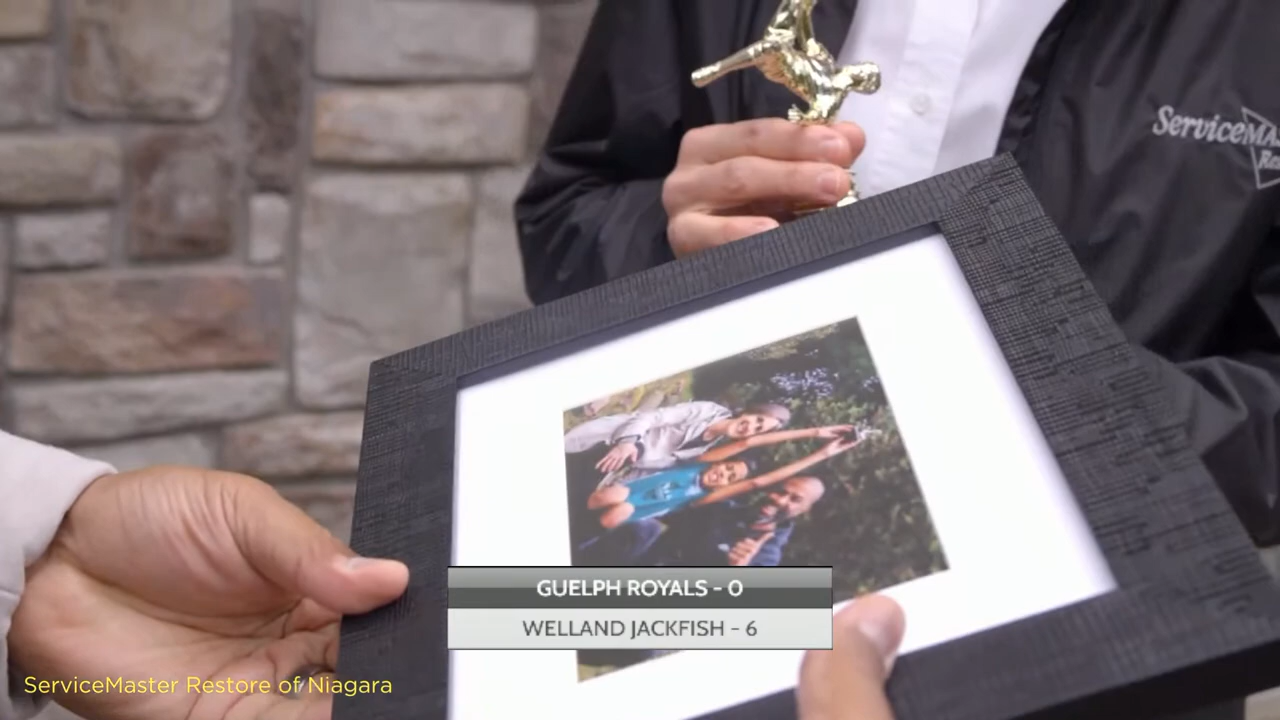 ServiceMA
Re
GUELPH ROYALS - 0
WELLAND JACKFISH - 6
ServiceMaster Restore of Niagara